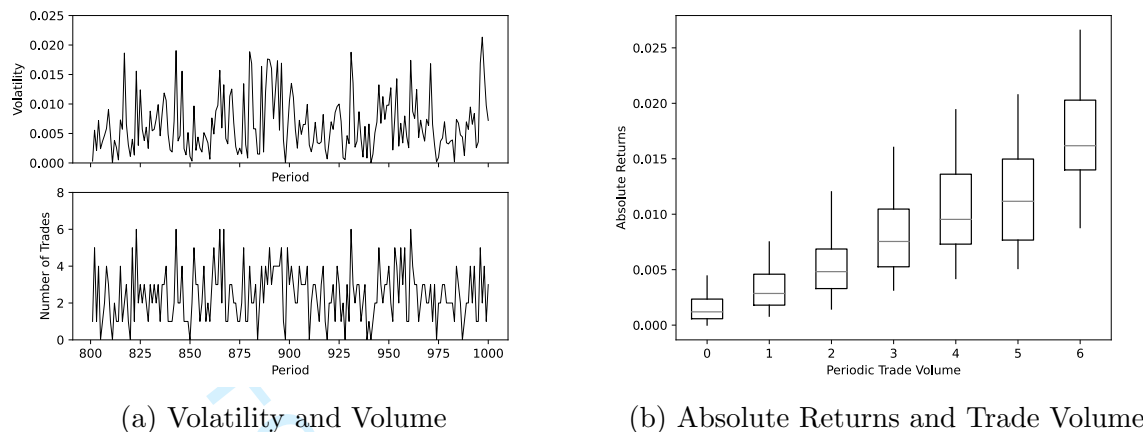 0.025
0.020
0.015
0.010
0.005
0.000
Volatility
Period
8
6
4
2
0
Number of Trades
800 825 850 875 900 925 950 975 1000
Period
(a) Volatility and Volume
0.025
0.020
0.015
0.010
0.005
0.000
Absolute Returns
0 1 2 3 4 5 6
Periodic Trade Volume
(b) Absolute Returns and Trade Volume